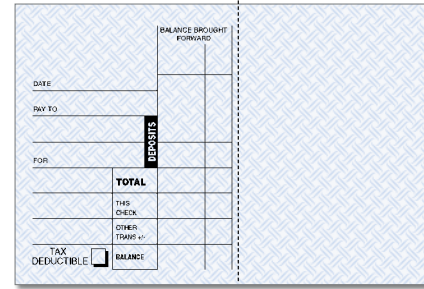 BALANCE BROUGHT
FORWARD
DATE
PAY TO
DEPOSITS
FOR
TOTAL
THIS
CHECK
OTHER
TRANS +/-
TAX
DEDUCTIBLE
BALANCE